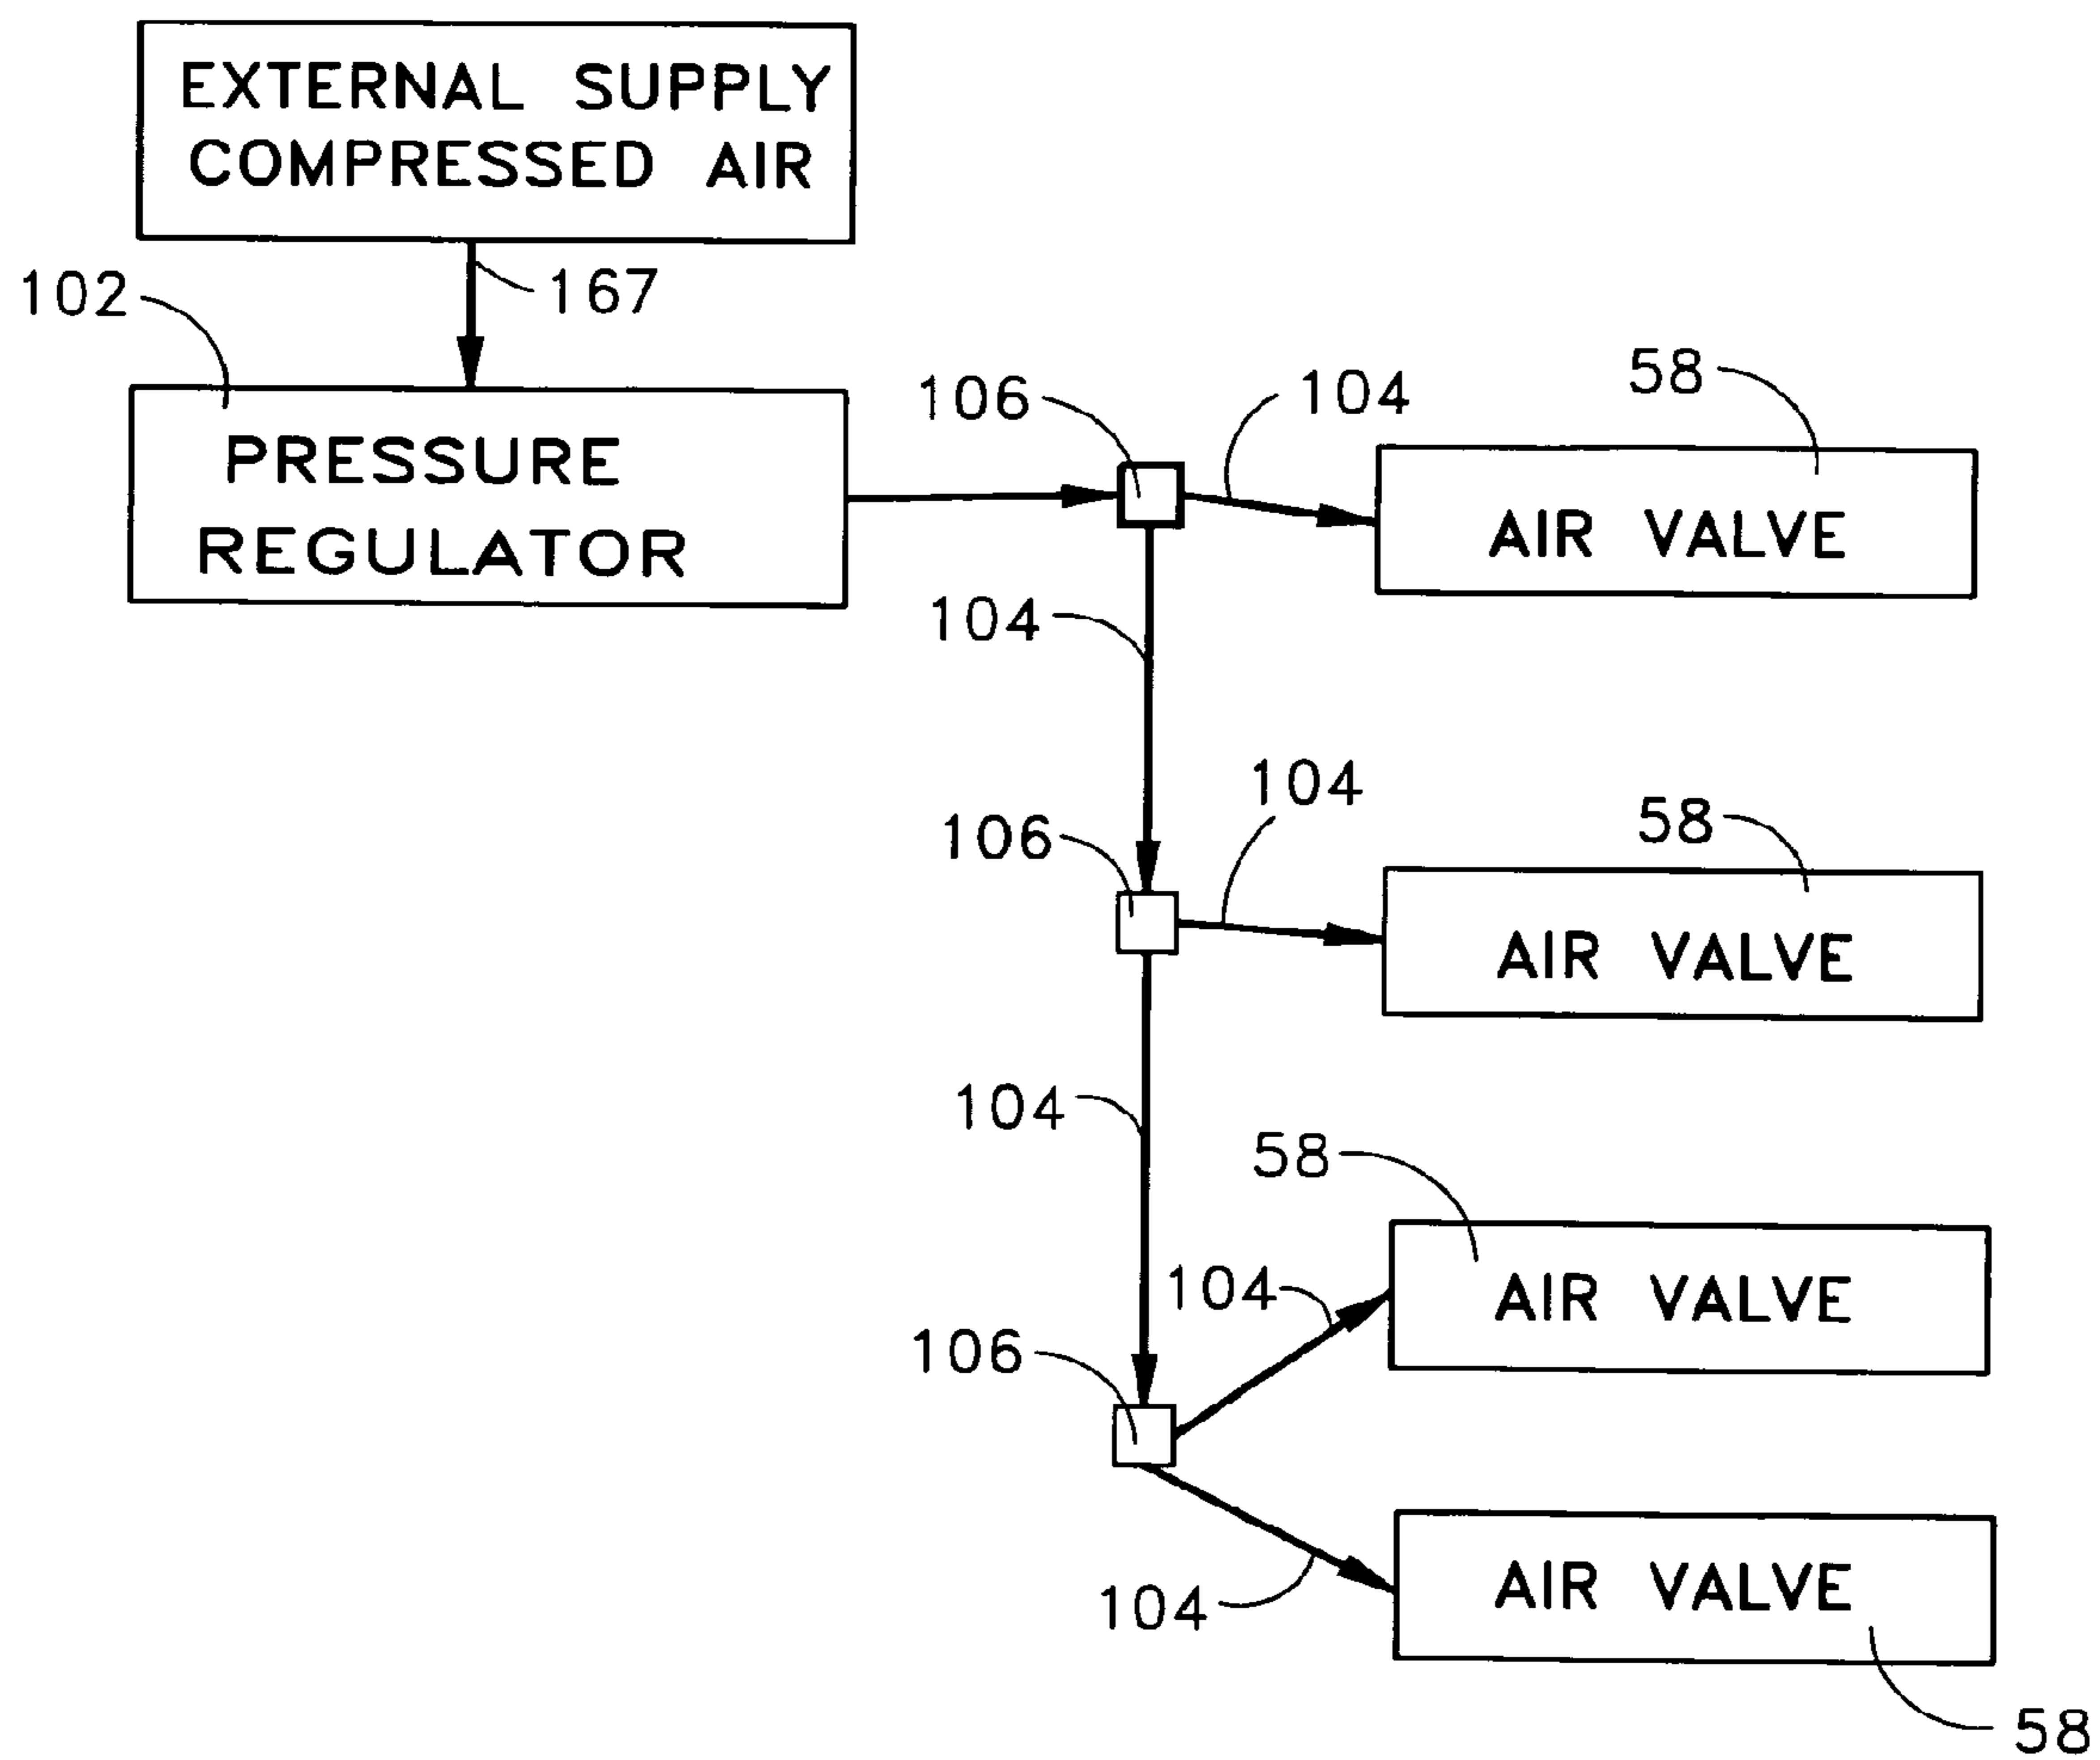 EXTERNAL SUPPLY
COMPRESSED AIR
102
167
PRESSURE
REGULATOR
106
104
58
AIR VALVE
104
106
104
58
AIR VALVE
104
58
104
AIR VALVE
106
104
AIR VALVE
58